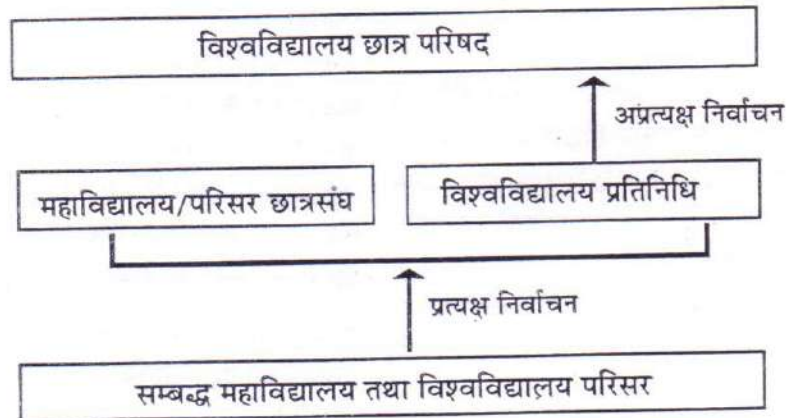 विश्वविद्यालय छात्र परिषद
अप्रत्यक्ष निर्वाचन
महाविद्यालय/परिसर छात्रसंघ
विश्वविद्यालय प्रतिनिधि
प्रत्यक्ष निर्वाचन
सम्बद्ध महाविद्यालय तथा विश्वविद्यालय परिसर